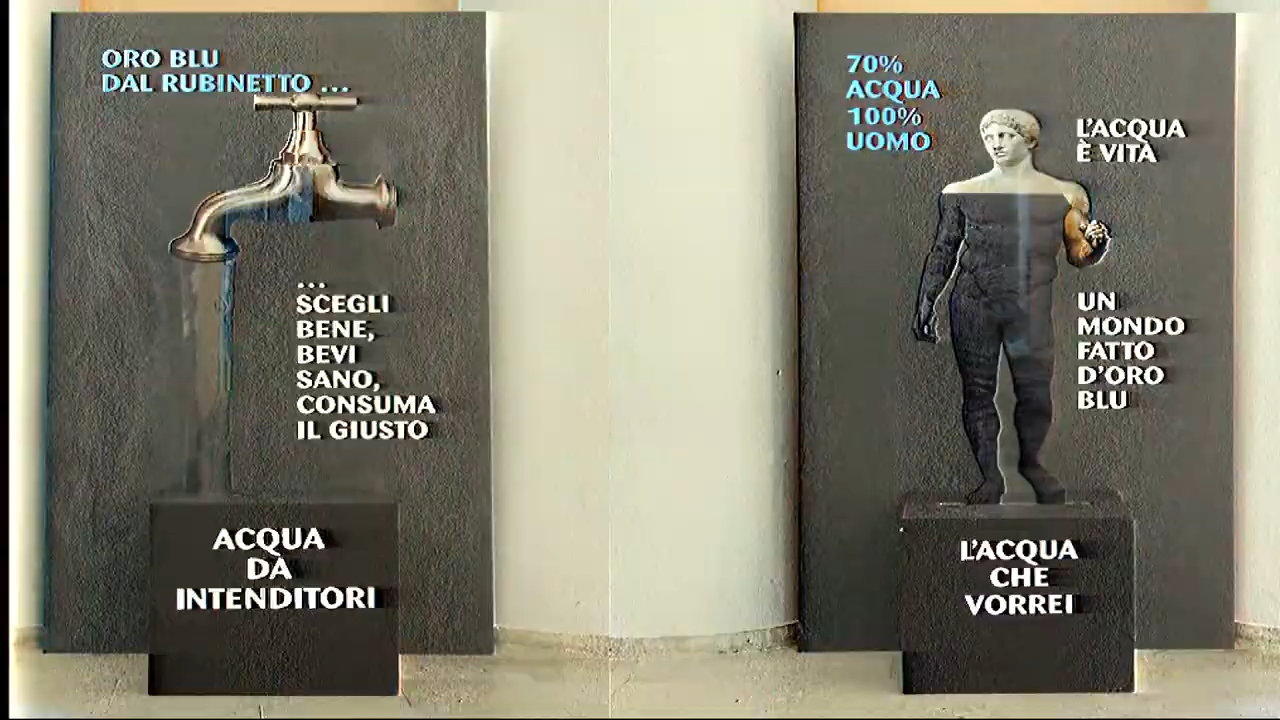 ORO BLU
DAL RUBINETTO ...
...
SCEGLI
BENE,
BEVI
SANO,
CONSUMA
IL GIUSTO
ACQUA
DA
INTENDITORI
70%
ACQUA
100%
UOMO
L'ACQUA
È VITA
UN
MONDO
FATTO
D'ORO
BLU
L'ACQUA
CHE
VORREI